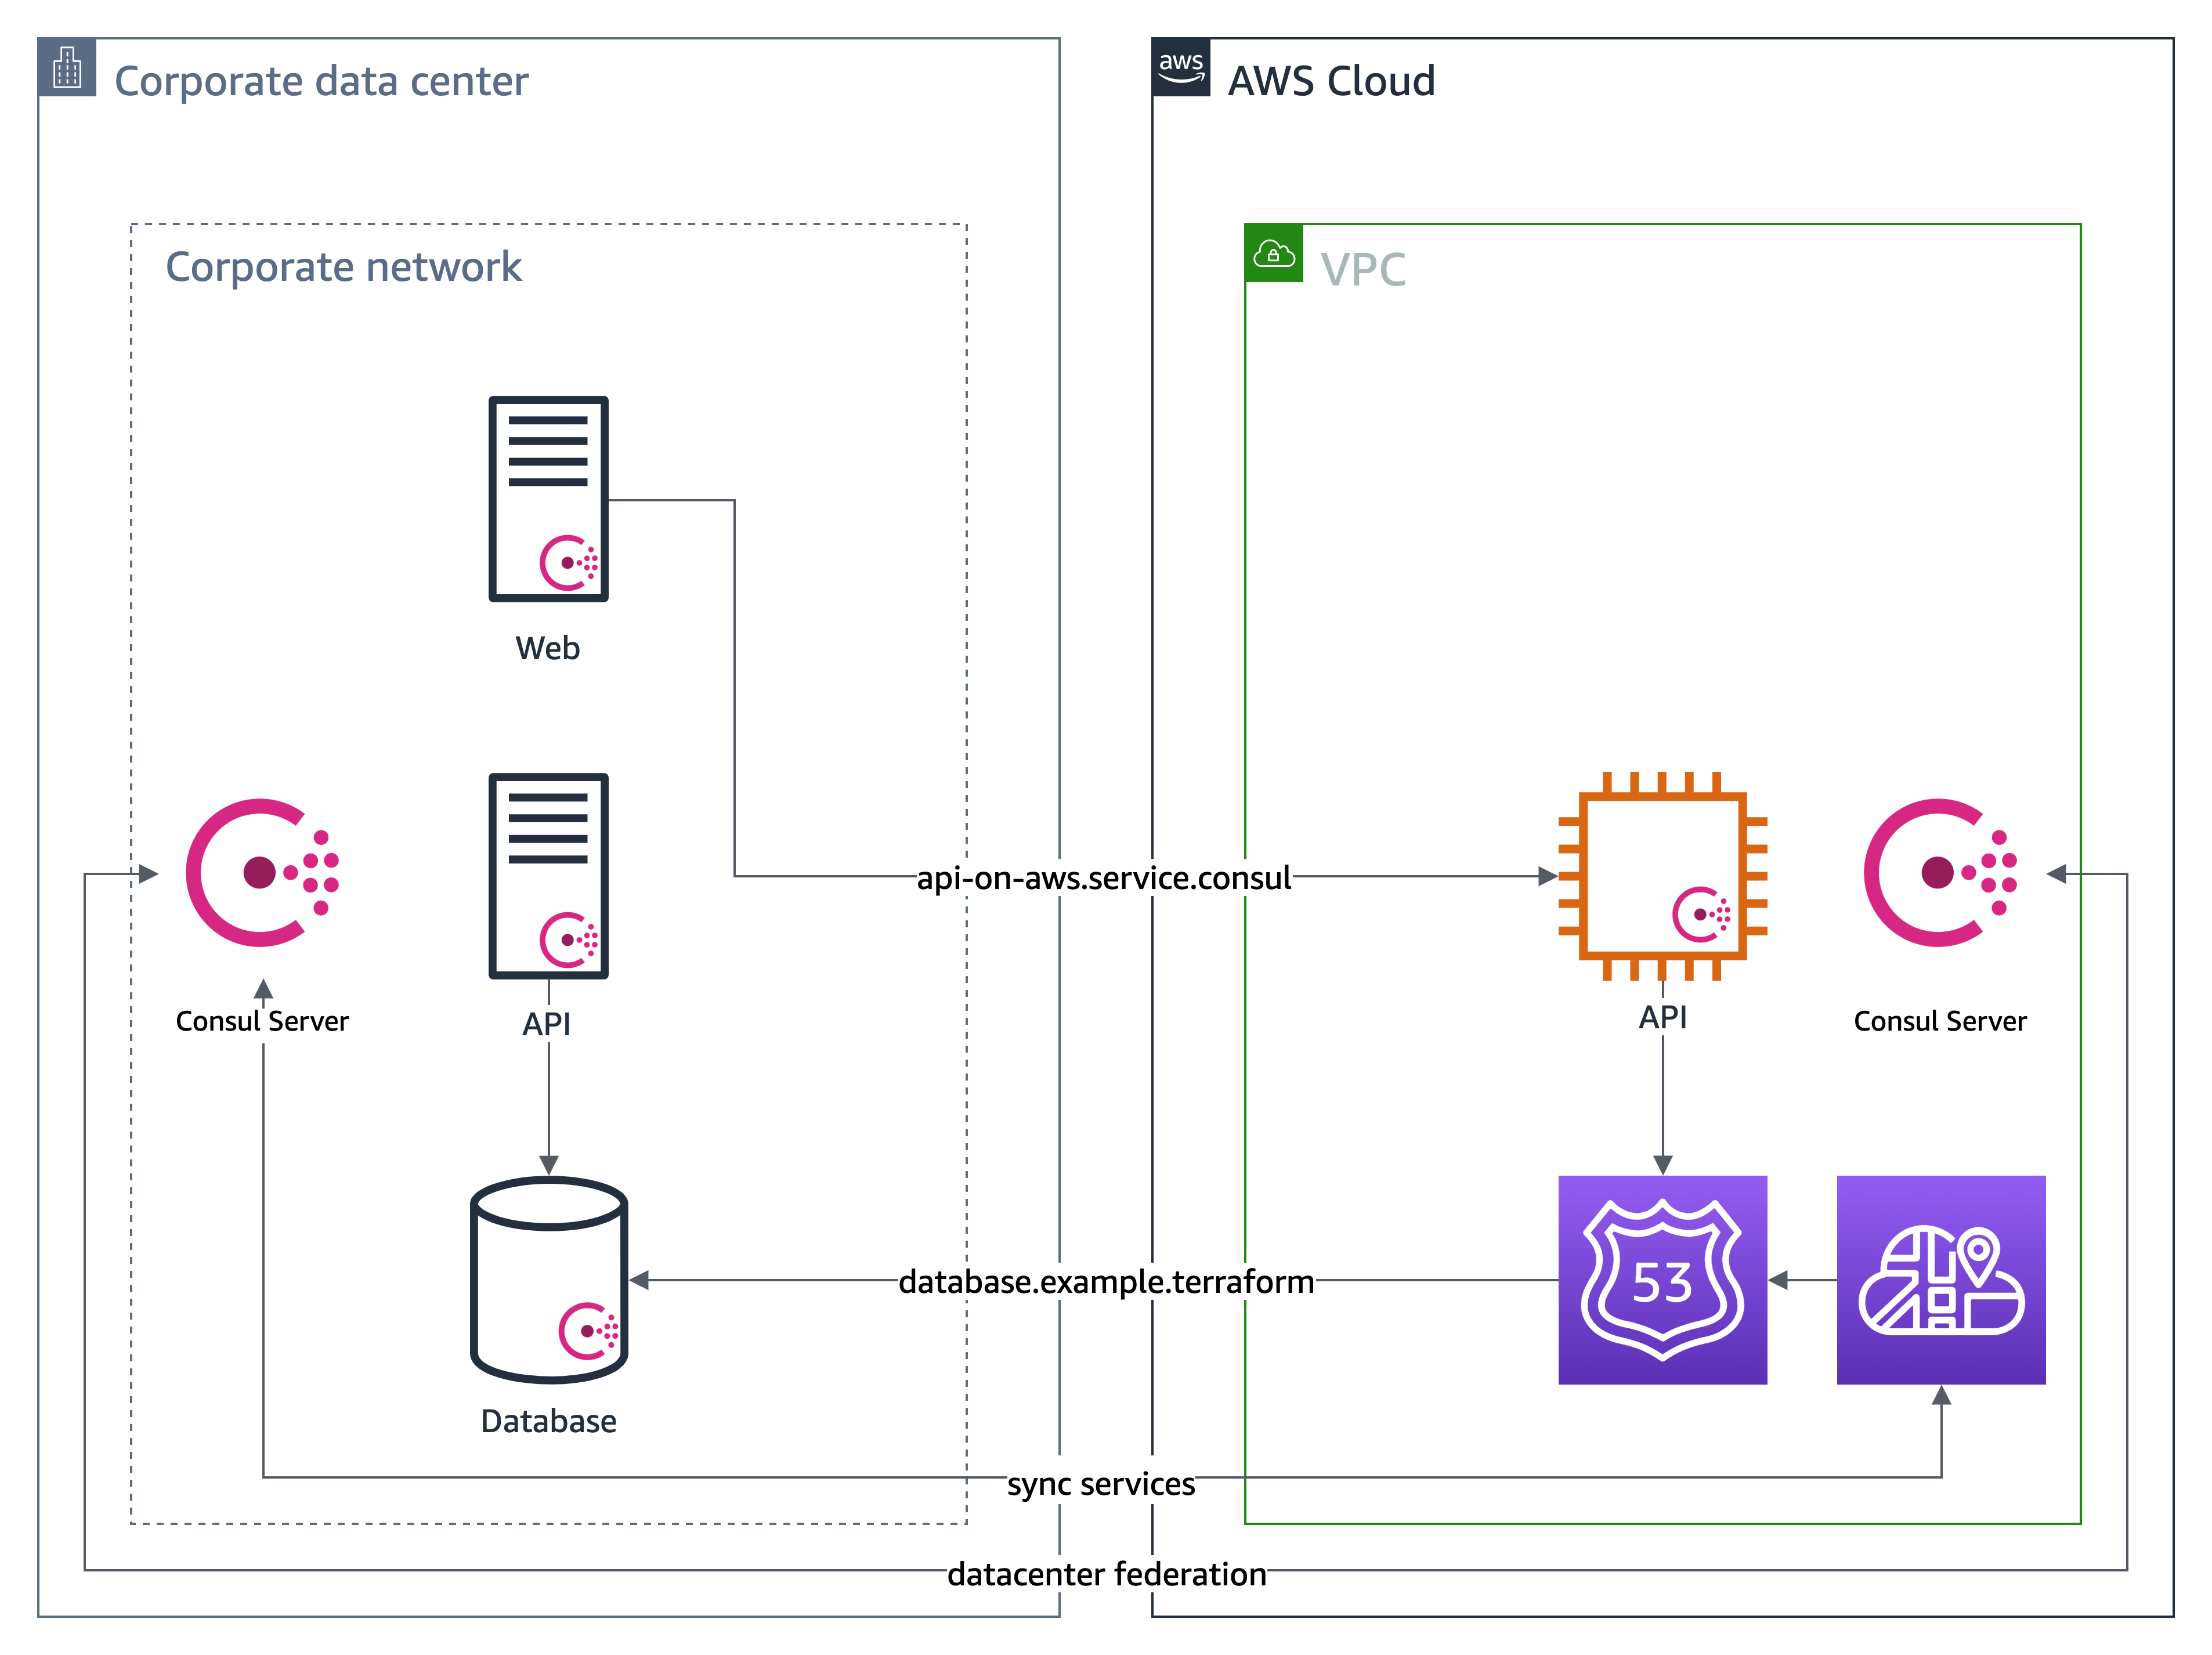 Corporate data center
aws
AWS Cloud
Corporate network
VPC
Web
api-on-aws.service.consul
Consul Server
API
API
Consul Server
database.example.terraform
53
Database
sync services
datacenter federation